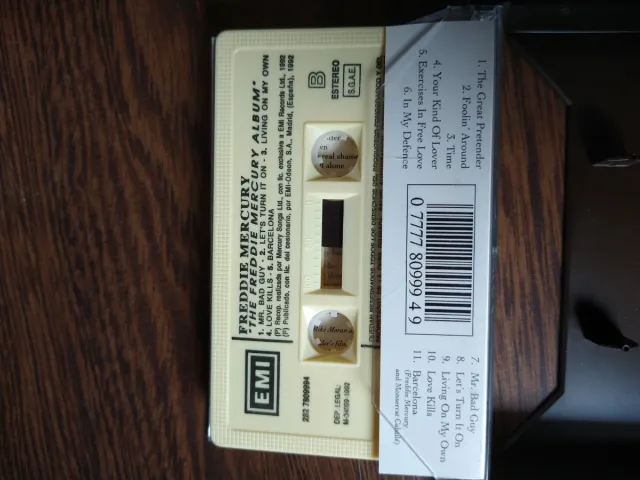 FREDDIE MERCURY
"THE FREDDIE MERCURY ALBUM"
1. MR. BAD GUY - 2. LET'S TURN IT ON - 3. LIVING ON MY OWN
4. LOVE KILLS - 5. BARCELONA
(P) Recop. realizada por Mercury Songs Ltd., con lic. exclusiva a EMI Records Ltd., 1992
(P) Publicado, con lic. del cesionario, por EMI-Odeon, S.A., Madrid, (España), 1992
EMI
B
ESTEREO
S.G.A.E.
252 7809994
DEP. LEGAL:
1. The Great Pretender
2. Foolin' Around
3. Time
4. Your Kind Of Lover
5. Exercises In Free Love
6. In My Defence
0 7777 80999 4 9
7. Mr. Bad Guy
8. Let's Turn It On
9. Living On My Own
10. Love Kills
11. Barcelona
(Freddie Mercury
and Monserrat Caballé)